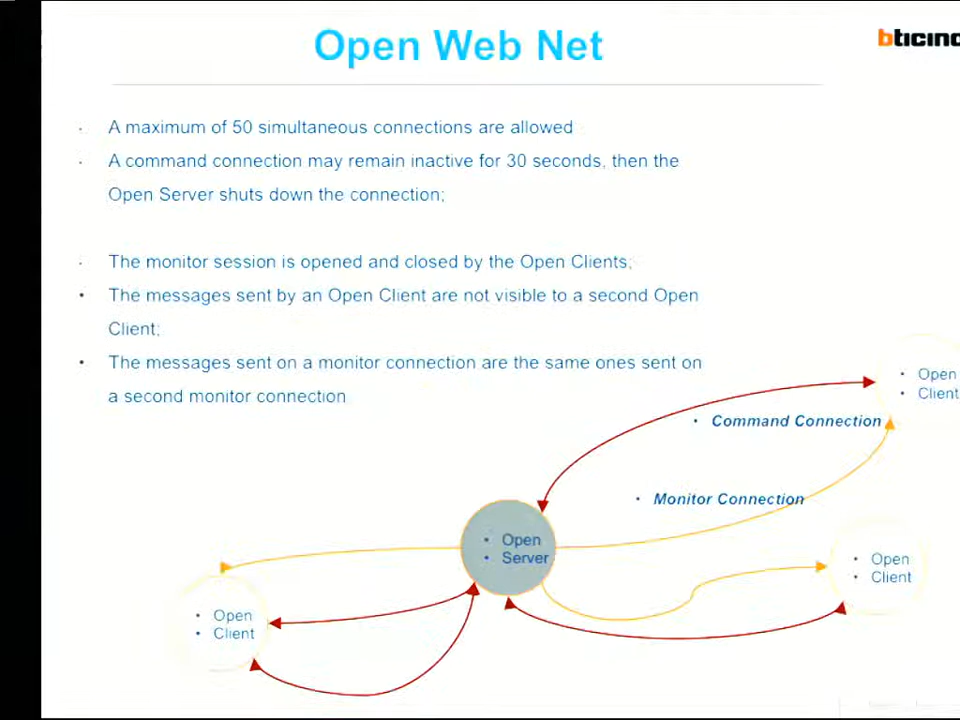 Open Web Net
bticino
· A maximum of 50 simultaneous connections are allowed
· A command connection may remain inactive for 30 seconds, then the
Open Server shuts down the connection;
· The monitor session is opened and closed by the Open Clients;
• The messages sent by an Open Client are not visible to a second Open
Client;
• The messages sent on a monitor connection are the same ones sent on
a second monitor connection
• Open
• Client
• Command Connection
• Monitor Connection
• Open
• Server
• Open
• Client
• Open
• Client